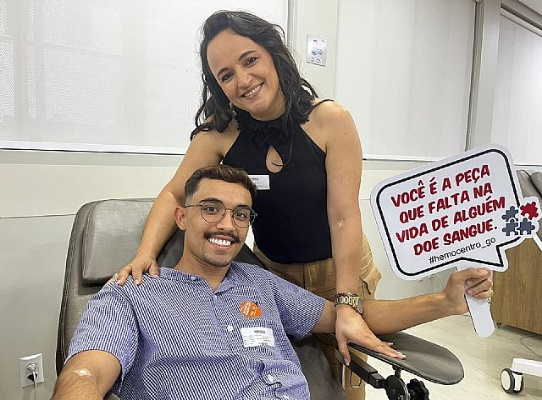 VOCÊ É A PEÇA
QUE FALTA NA
VIDA DE ALGUÉM
DOE SANGUE.
#hemocentro_go